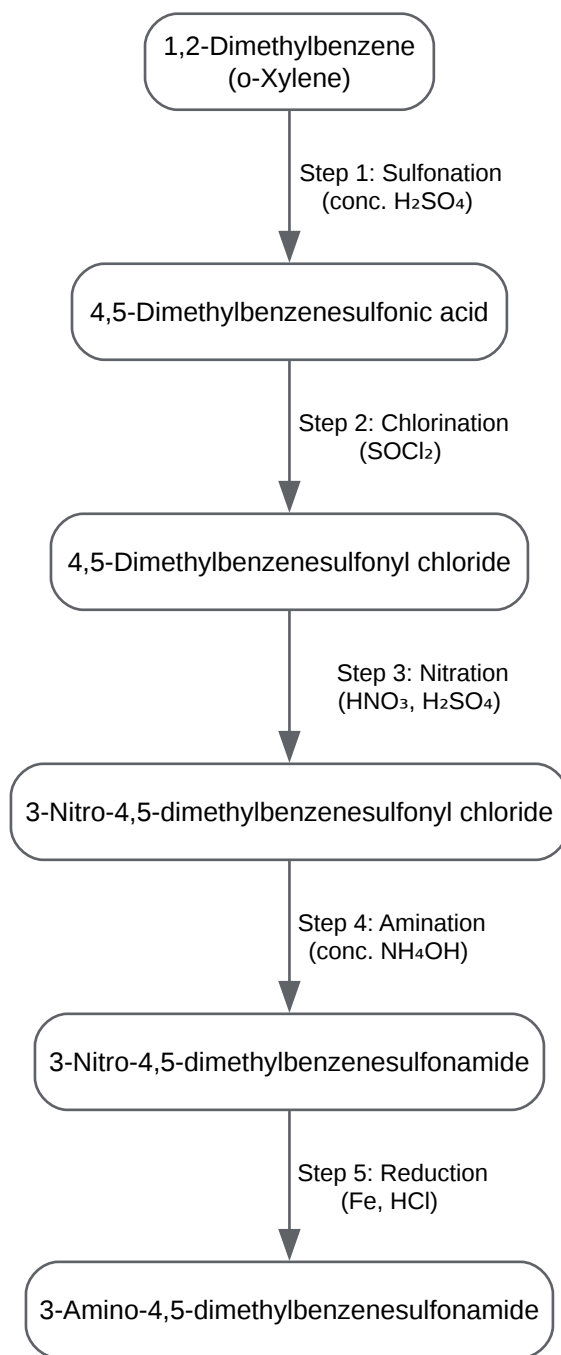 1,2-Dimethylbenzene
(o-Xylene)
Step 1: Sulfonation
(conc. H₂SO₄)
4,5-Dimethylbenzenesulfonic acid
Step 2: Chlorination
(SOCl₂)
4,5-Dimethylbenzenesulfonyl chloride
Step 3: Nitration
(HNO₃, H₂SO₄)
3-Nitro-4,5-dimethylbenzenesulfonyl chloride
Step 4: Amination
(conc. NH₄OH)
3-Nitro-4,5-dimethylbenzenesulfonamide
Step 5: Reduction
(Fe, HCl)
3-Amino-4,5-dimethylbenzenesulfonamide